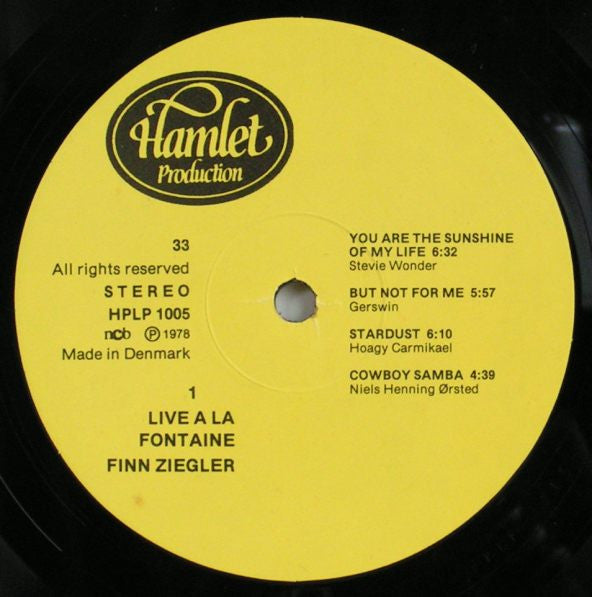 Hamlet
Production
33
All rights reserved
STEREO
HPLP 1005
ncb ℗ 1978
Made in Denmark
1
LIVE A LA
FONTAINE
FINN ZIEGLER
YOU ARE THE SUNSHINE
OF MY LIFE 6:32
Stevie Wonder
BUT NOT FOR ME 5:57
Gerswin
STARDUST 6:10
Hoagy Carmikael
COWBOY SAMBA 4:39
Niels Henning Ørsted